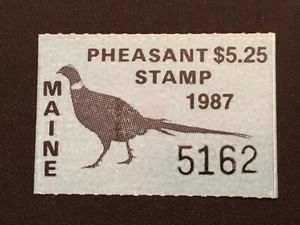 PHEASANT $5.25
STAMP
1987
MAINE
5162